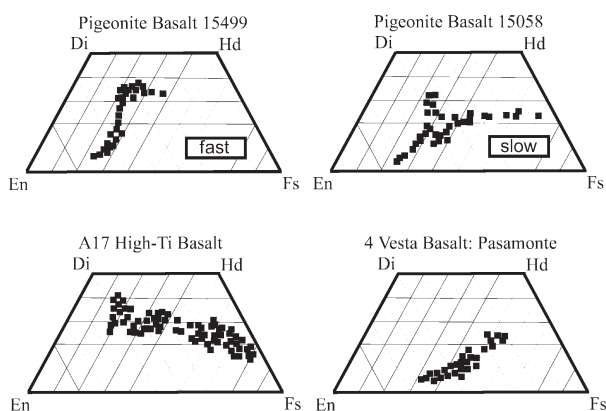 Pigeonite Basalt 15499
Di Hd
fast
En Fs
Pigeonite Basalt 15058
Di Hd
slow
En Fs
A17 High-Ti Basalt
Di Hd
En Fs
4 Vesta Basalt: Pasamonte
Di Hd
En Fs